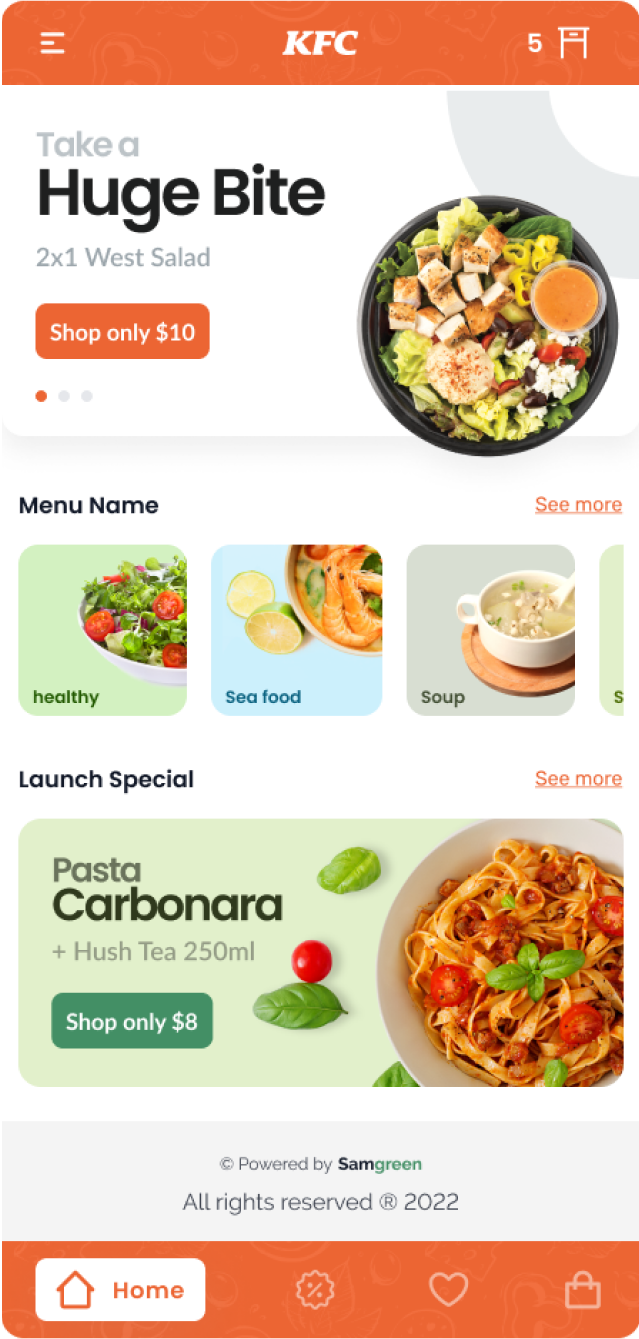 KFC
5
Take a
Huge Bite
2x1 West Salad
Shop only $10
Menu Name
See more
healthy
Sea food
Soup
S
Launch Special
See more
Pasta
Carbonara
+ Hush Tea 250ml
Shop only $8
© Powered by Samgreen
All rights reserved ® 2022
Home